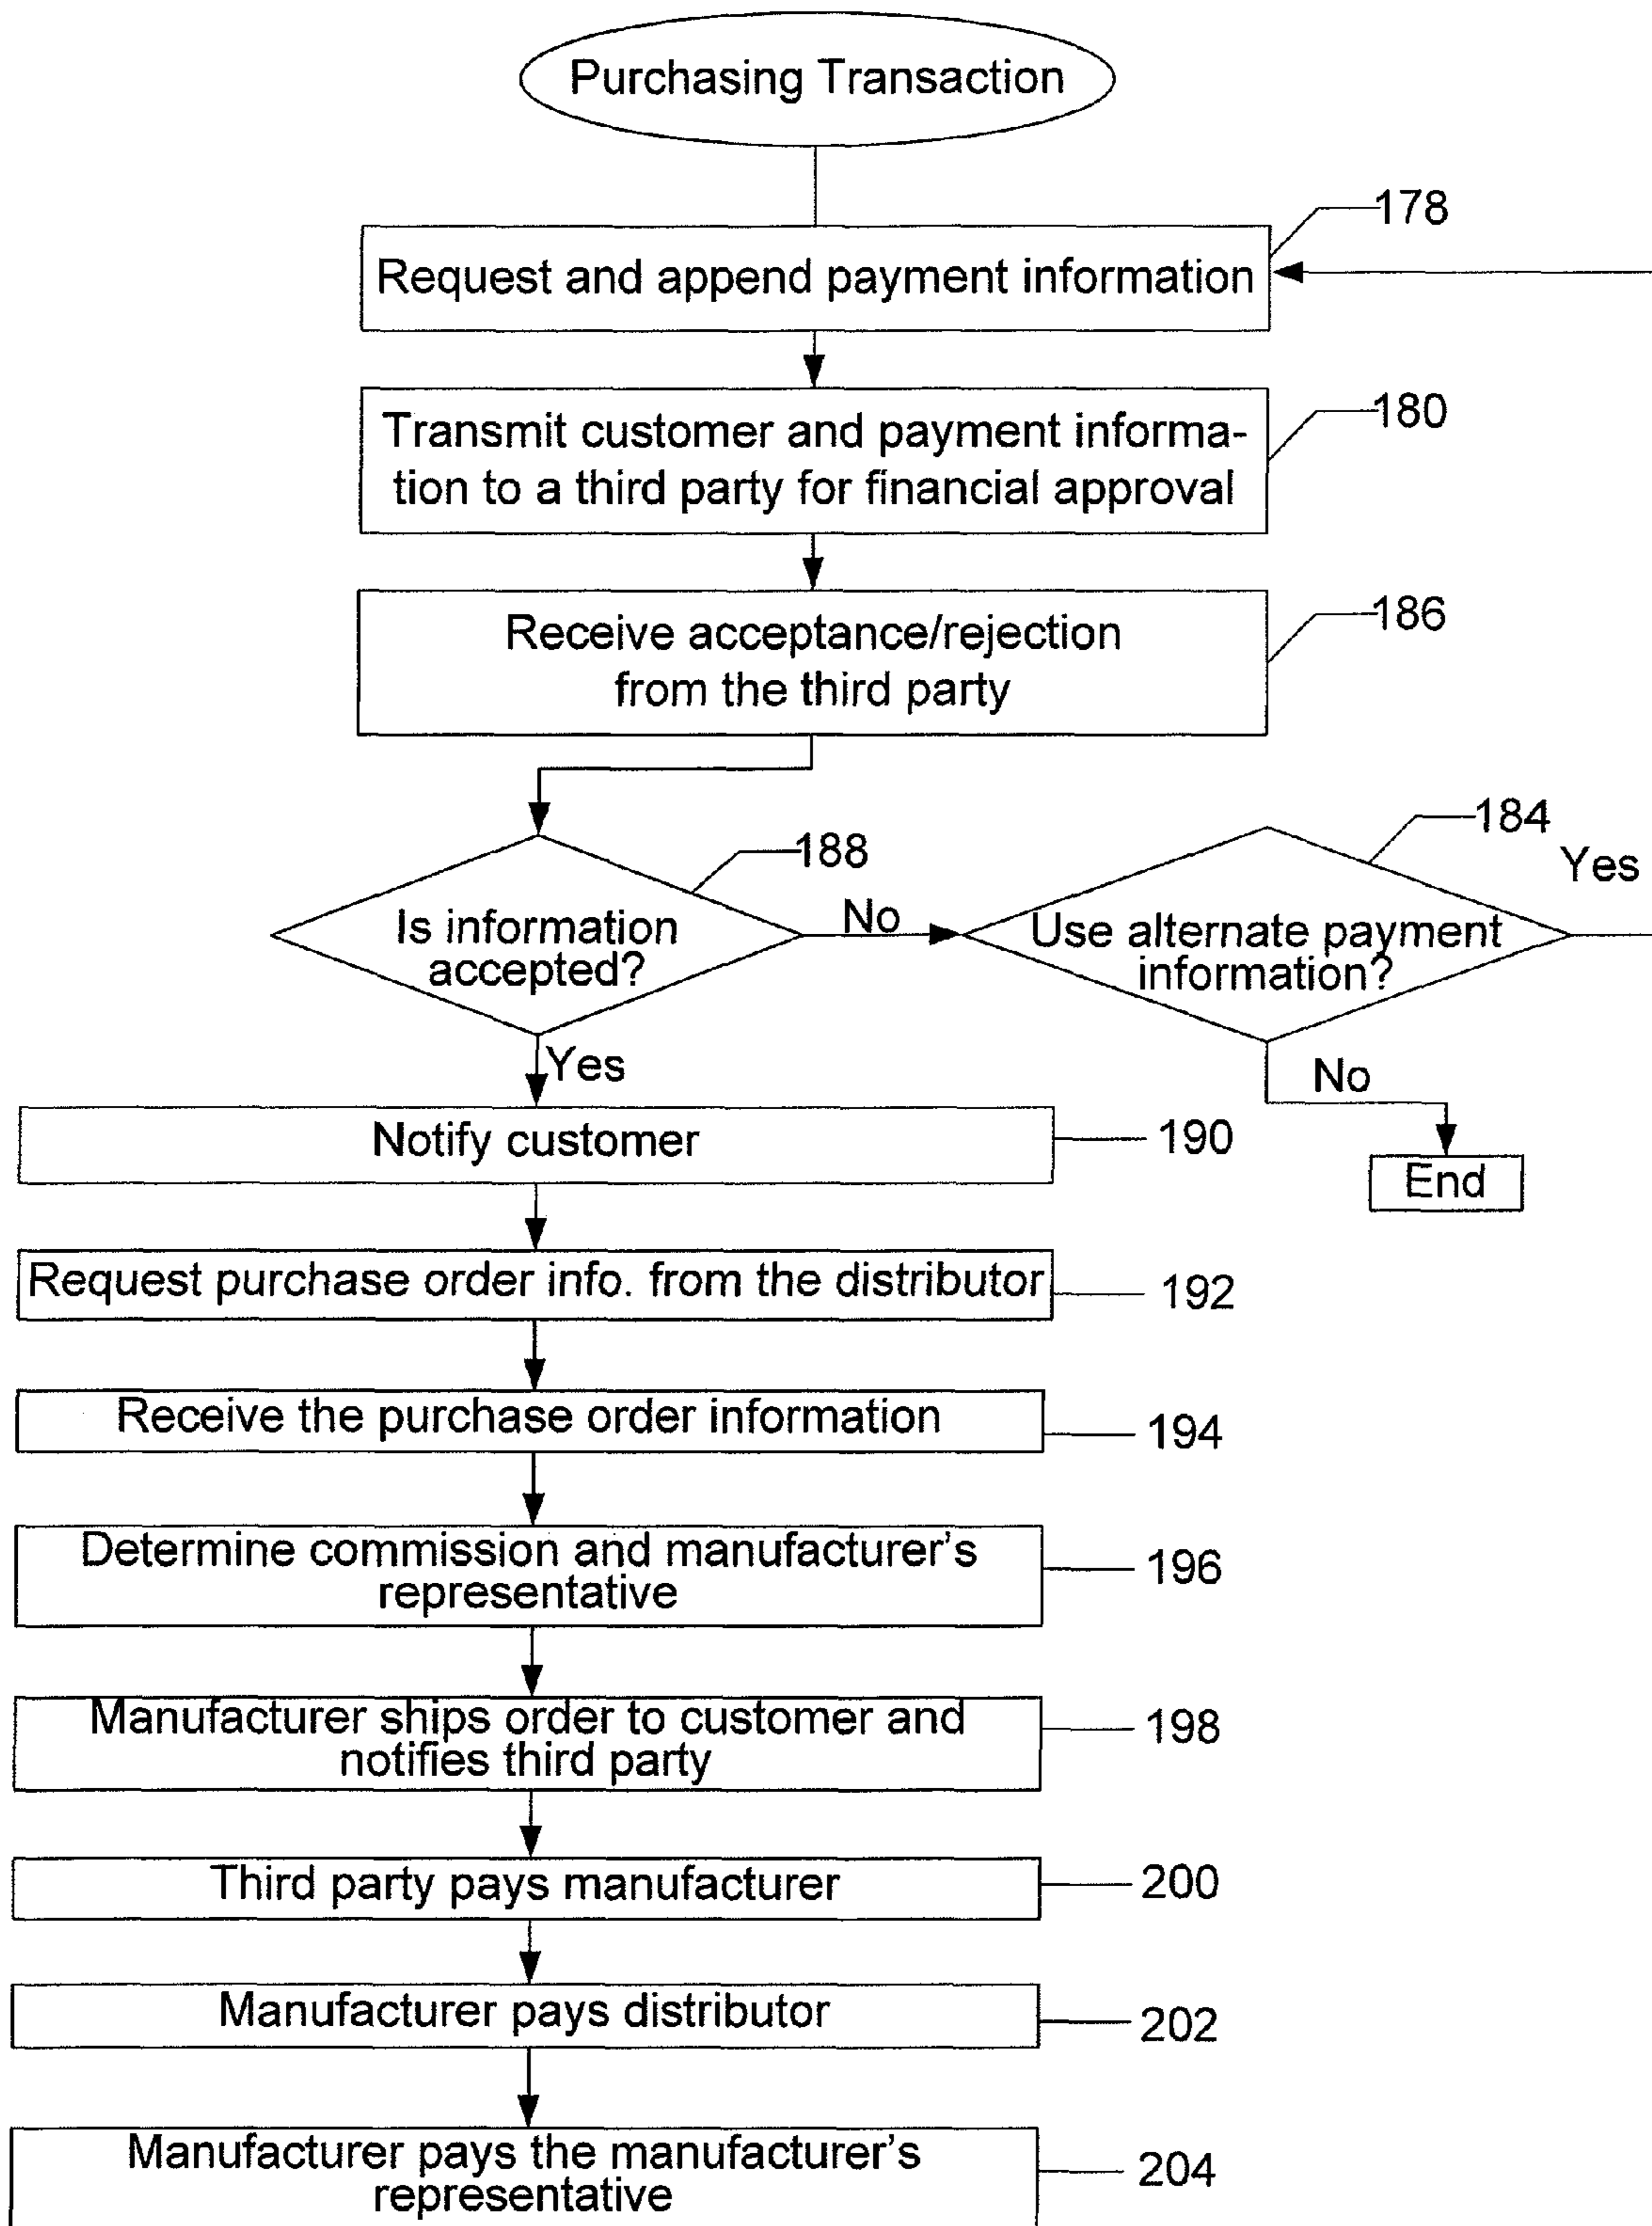 Purchasing Transaction
178
Request and append payment information
180
Transmit customer and payment informa-
tion to a third party for financial approval
186
Receive acceptance/rejection
from the third party
184
188
Yes
No
Is information
accepted?
Use alternate payment
information?
Yes
No
Notify customer
190
End
Request purchase order info. from the distributor
192
Receive the purchase order information
194
Determine commission and manufacturer's
representative
196
Manufacturer ships order to customer and
notifies third party
198
Third party pays manufacturer
200
Manufacturer pays distributor
202
Manufacturer pays the manufacturer's
representative
204